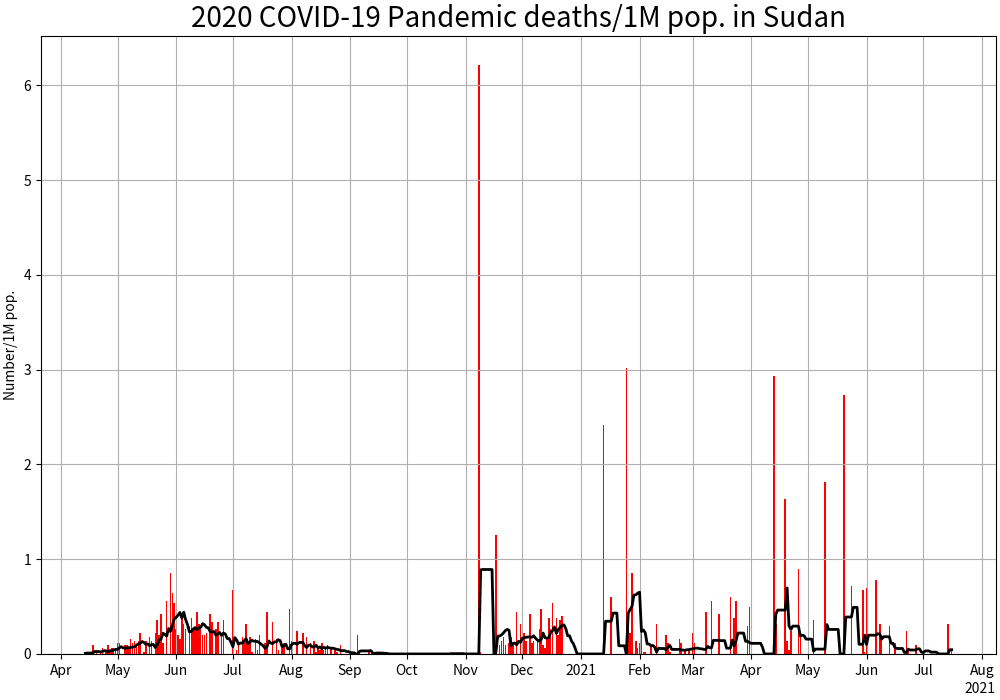 2020 COVID-19 Pandemic deaths/1M pop. in Sudan
Number/1M pop.
6
5
4
3
2
1
0
Apr May Jun Jul Aug Sep Oct Nov Dec 2021 Feb Mar Apr May Jun Jul Aug
2021